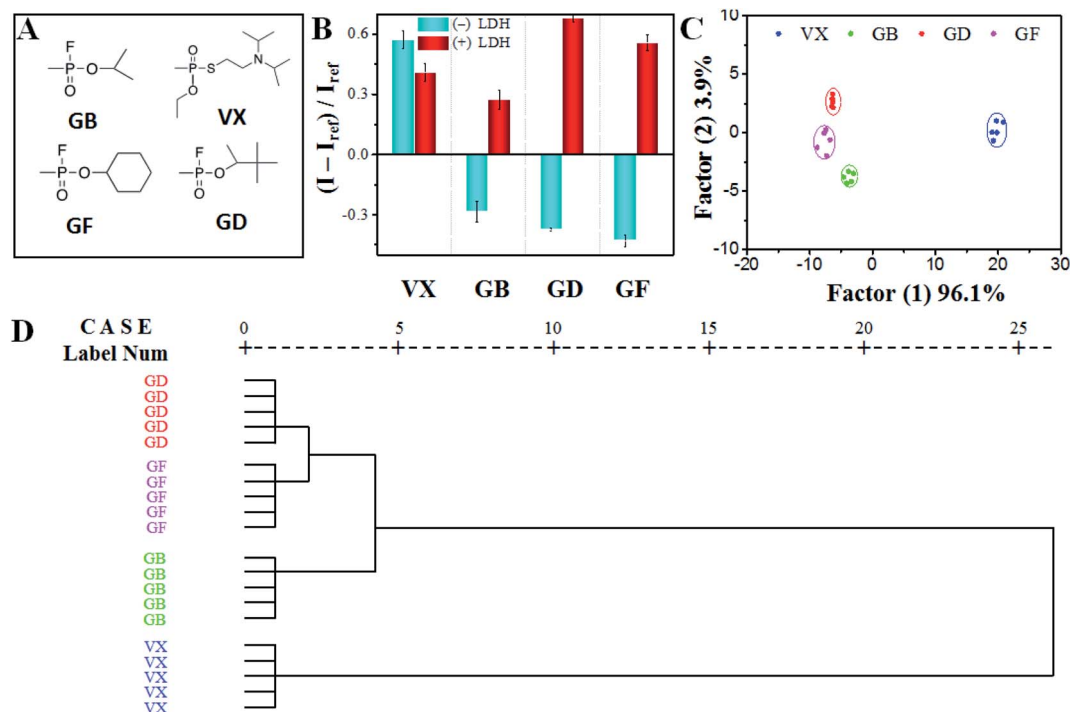 A
F
P
O
O
GB
O
P
S
N
O
VX
F
P
O
O
GF
F
P
O
O
GD
B
(I − Iref) / Iref
0.6
0.3
0.0
-0.3
(−) LDH
(+) LDH
VX GB GD GF
C
VX GB GD GF
Factor (2) 3.9%
10
5
0
-5
-10
-20 -10 0 10 20 30
Factor (1) 96.1%
D
CASE
Label Num
0 5 10 15 20 25
GD
GD
GD
GD
GD
GF
GF
GF
GF
GF
GB
GB
GB
GB
GB
VX
VX
VX
VX
VX